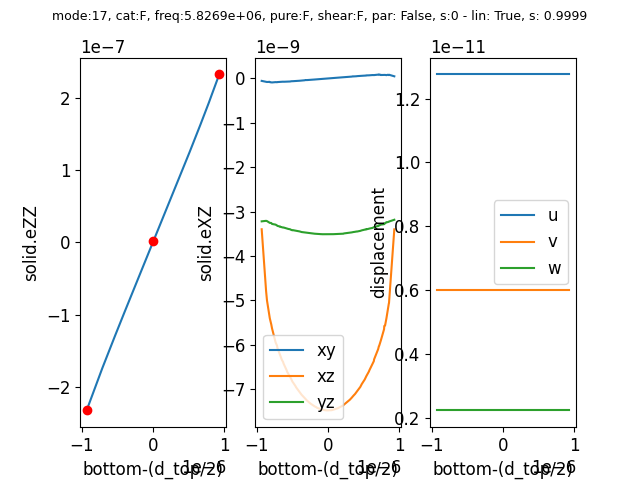 mode:17, cat:F, freq:5.8269e+06, pure:F, shear:F, par: False, s:0 - lin: True, s: 0.9999
1e−7
1e−9
1e−11
solid.eZZ
2
1
0
−1
−2
−1
0
1
1e−6
bottom-(d_top/2)
solid.eXZ
0
−1
−2
−3
−4
−5
−6
−7
xy
xz
yz
−1
0
1
1e−6
bottom-(d_top/2)
displacement
1.2
1.0
0.8
0.6
0.4
0.2
u
v
w
−1
0
1
1e−6
bottom-(d_top/2)